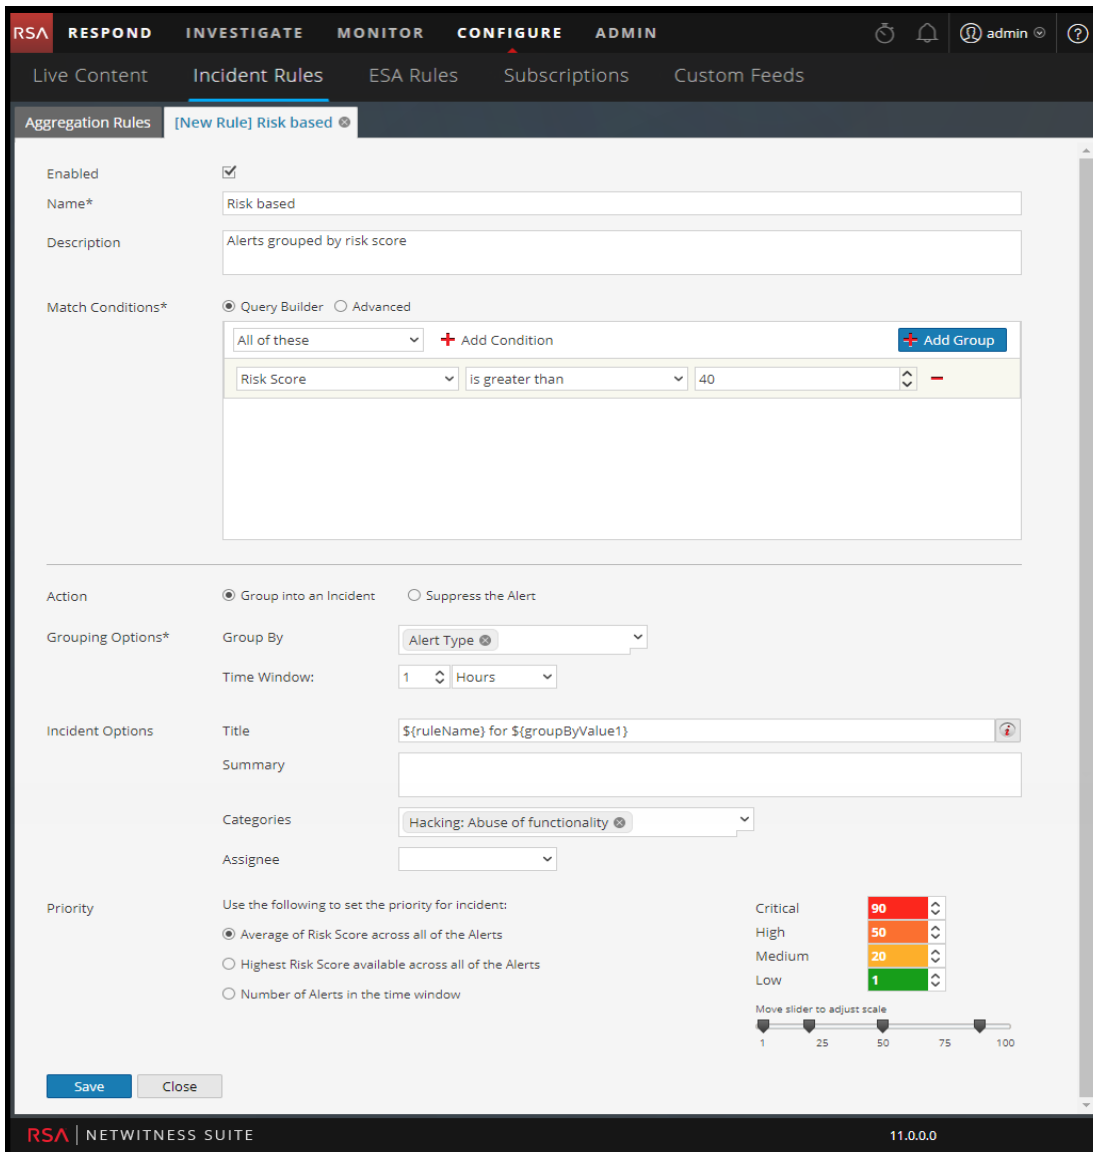 RSA RESPOND INVESTIGATE MONITOR CONFIGURE ADMIN admin ?
Live Content Incident Rules ESA Rules Subscriptions Custom Feeds
Aggregation Rules [New Rule] Risk based
Enabled
Name* Risk based
Description Alerts grouped by risk score
Match Conditions* Query Builder Advanced
All of these Add Condition Add Group
Risk Score is greater than 40
Action Group into an Incident Suppress the Alert
Grouping Options* Group By Alert Type
Time Window: 1 Hours
Incident Options Title ${ruleName} for ${groupByValue1} i
Summary
Categories Hacking: Abuse of functionality
Assignee
Priority Use the following to set the priority for incident:
Average of Risk Score across all of the Alerts
Highest Risk Score available across all of the Alerts
Number of Alerts in the time window
Critical 90
High 50
Medium 20
Low 1
Move slider to adjust scale
1 25 50 75 100
Save Close
RSA NETWITNESS SUITE 11.0.0.0